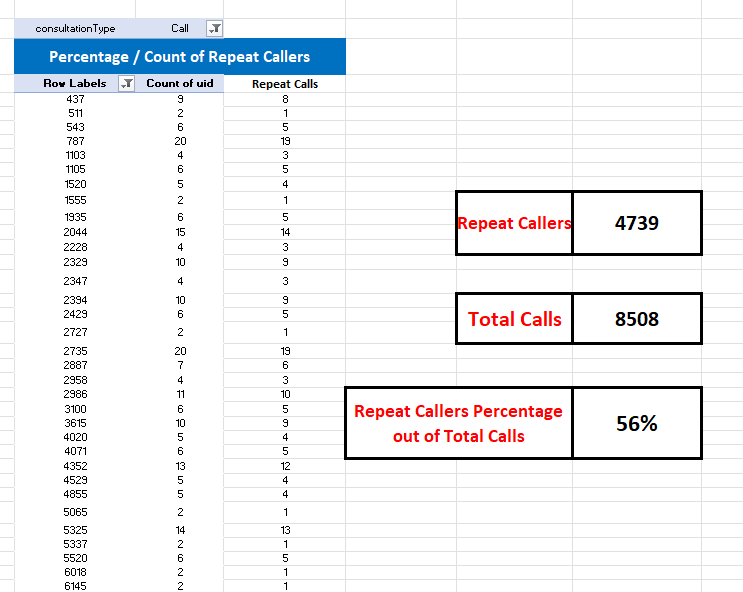 consultationType Call
Percentage / Count of Repeat Callers
Row Labels Count of uid Repeat Calls
437 9 8
511 2 1
543 6 5
787 20 19
1103 4 3
1105 6 5
1520 5 4
1555 2 1
1935 6 5
2044 15 14
2228 4 3
2329 10 9
2347 4 3
2394 10 9
2429 6 5
2727 2 1
2735 20 19
2887 7 6
2958 4 3
2986 11 10
3100 6 5
3615 10 9
4020 5 4
4071 6 5
4352 13 12
4529 5 4
4855 5 4
5065 2 1
5325 14 13
5337 2 1
5520 6 5
6018 2 1
6145 2 1
Repeat Callers 4739
Total Calls 8508
Repeat Callers Percentage
out of Total Calls
56%